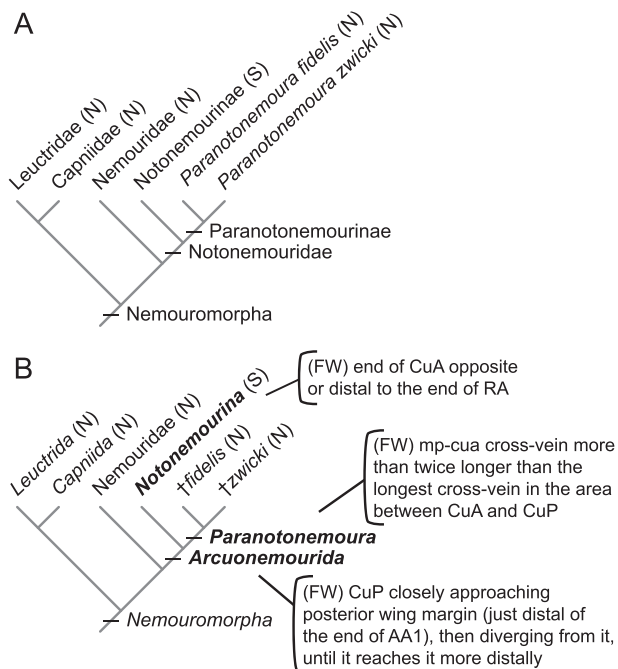 A
Leuctridae (N)
Capniidae (N)
Nemouridae (N)
Notonemourinae (S)
Paranotonemoura fidelis (N)
Paranotonemoura zwicki (N)
Paranotonemourinae
Notonemouridae
Nemouromorpha
B
(FW) end of CuA opposite
or distal to the end of RA
Leuctrida (N)
Capniida (N)
Nemouridae (N)
Notonemourina (S)
†fidelis (N)
†zwicki (N)
(FW) mp-cua cross-vein more
than twice longer than the
longest cross-vein in the area
between CuA and CuP
Paranotonemoura
Arcuonemourida
(FW) CuP closely approaching
posterior wing margin (just distal of
the end of AA1), then diverging from it,
until it reaches it more distally
Nemouromorpha